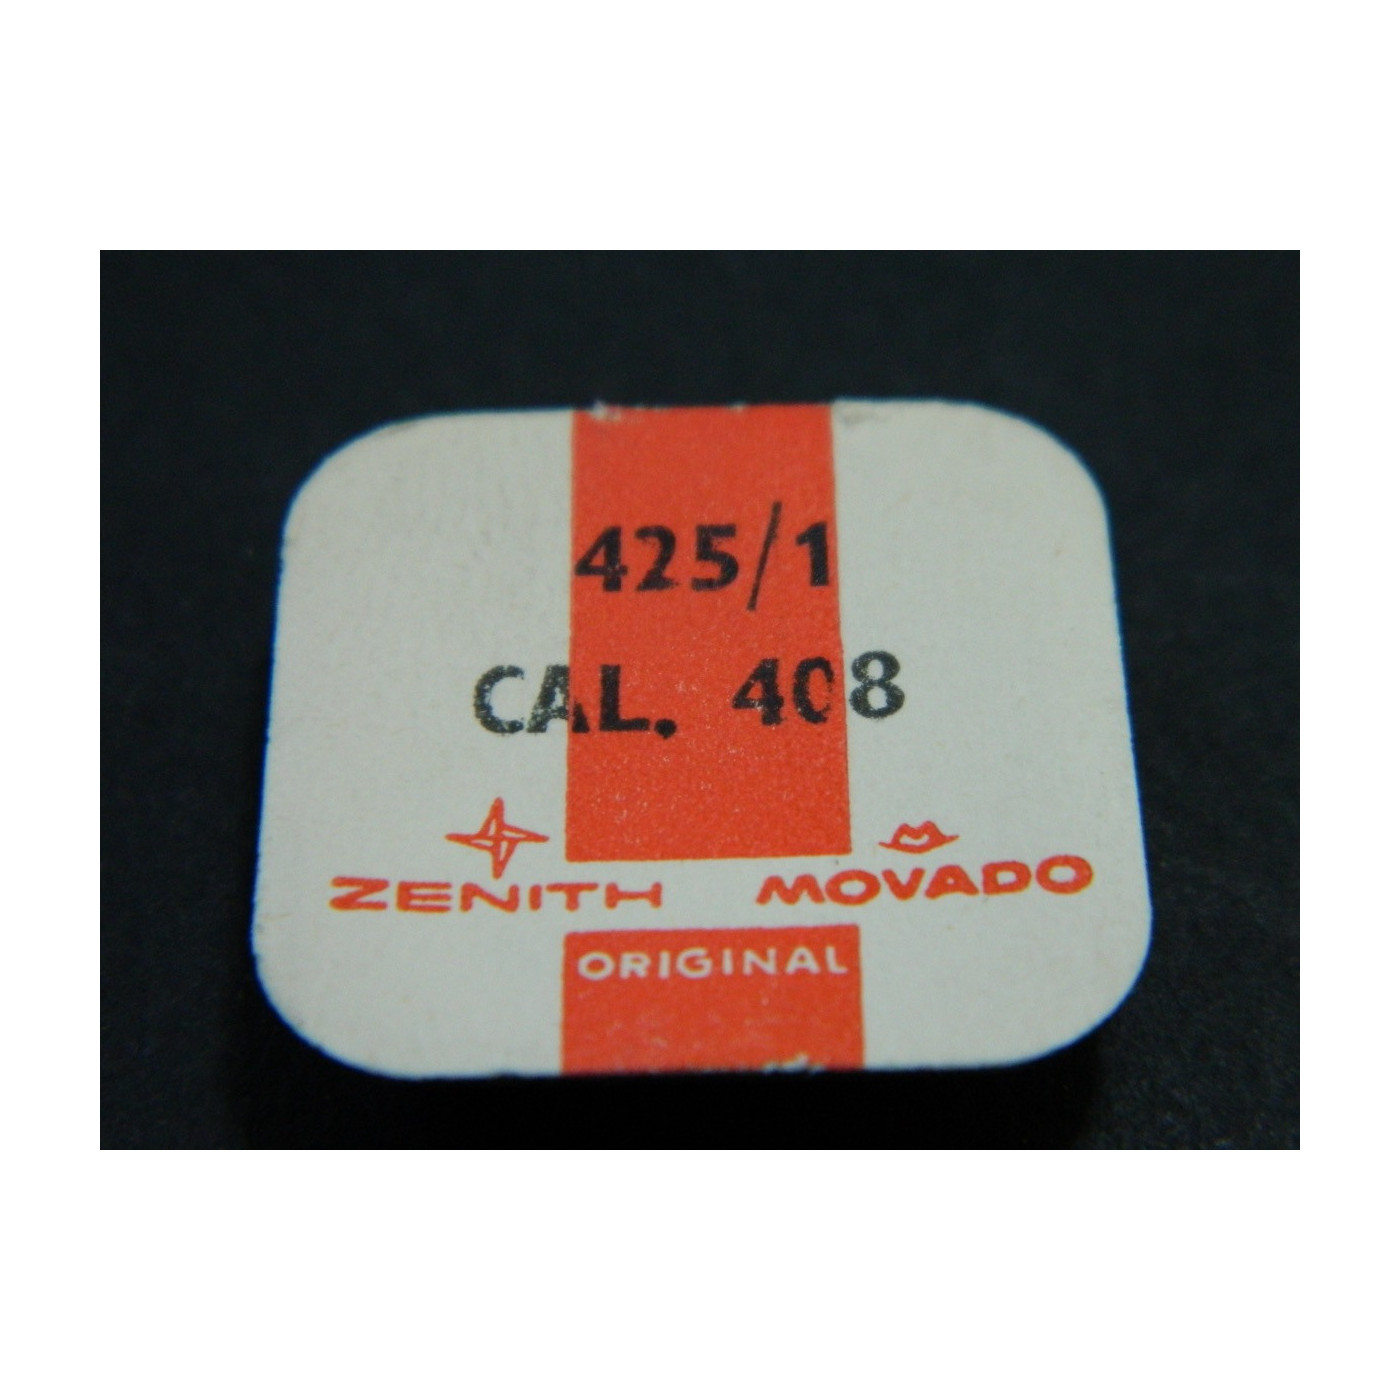 425/1
CAL. 408
ZENITH MOVADO
ORIGINAL